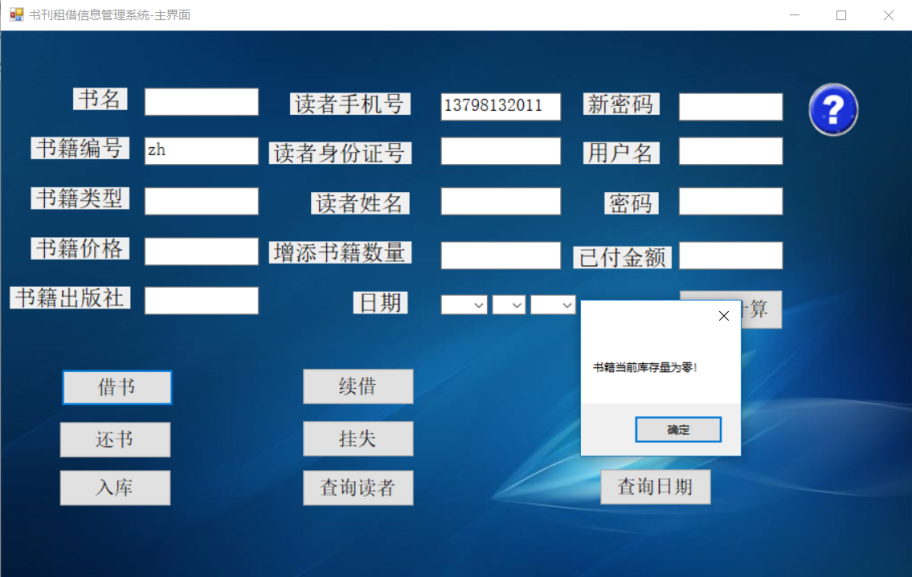 书刊租借信息管理系统-主界面
书名
读者手机号 13798132011
新密码
?
书籍编号 zh
读者身份证号
用户名
书籍类型
读者姓名
密码
书籍价格
增添书籍数量
已付金额
书籍出版社
日期
计算
书籍当前库存量为零!
确定
借书
续借
还书
挂失
入库
查询读者
查询日期